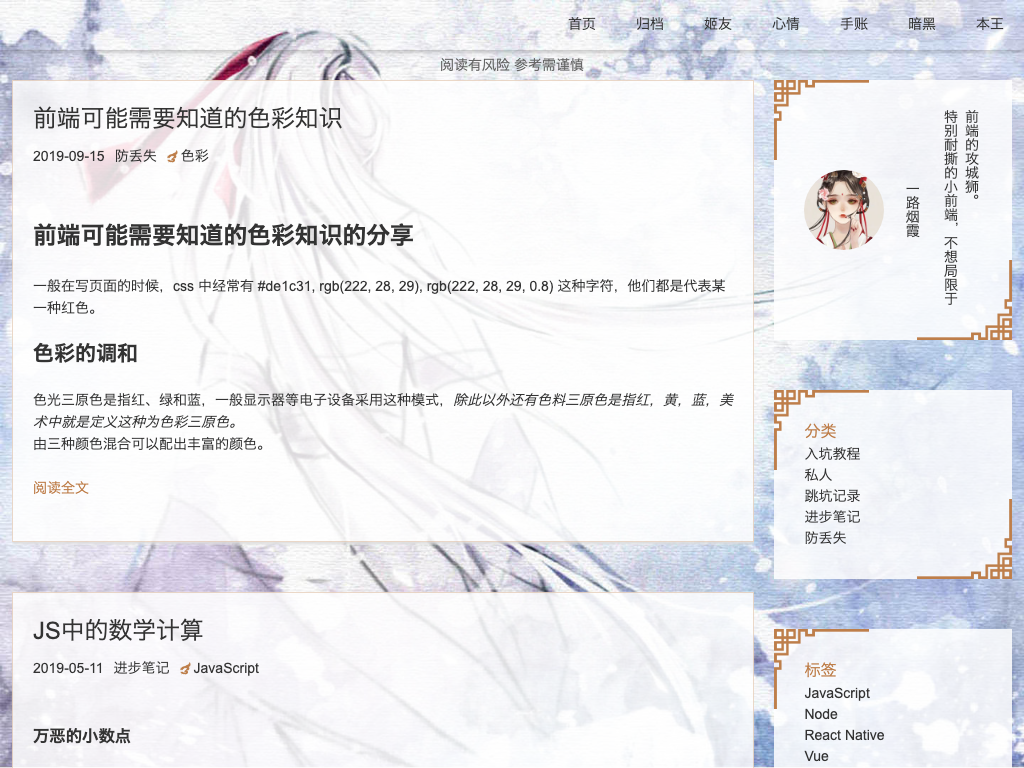 首页 归档 姬友 心情 手账 暗黑 本王
阅读有风险 参考需谨慎
前端可能需要知道的色彩知识
2019-09-15 防丢失 色彩
前端可能需要知道的色彩知识的分享
一般在写页面的时候，css 中经常有 #de1c31, rgb(222, 28, 29), rgb(222, 28, 29, 0.8) 这种字符，他们都是代表某
一种红色。
色彩的调和
色光三原色是指红、绿和蓝，一般显示器等电子设备采用这种模式，除此以外还有色料三原色是指红，黄，蓝，美
术中就是定义这种为色彩三原色。
由三种颜色混合可以配出丰富的颜色。
阅读全文
JS中的数学计算
2019-05-11 进步笔记 JavaScript
万恶的小数点
前端的攻城狮。
特别耐撕的小前端，不想局限于
一路烟霞
分类
入坑教程
私人
跳坑记录
进步笔记
防丢失
标签
JavaScript
Node
React Native
Vue